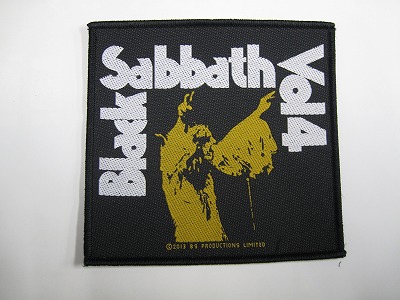 Black
Sabbath
Vol 4
©2013 BS PRODUCTIONS LIMITED